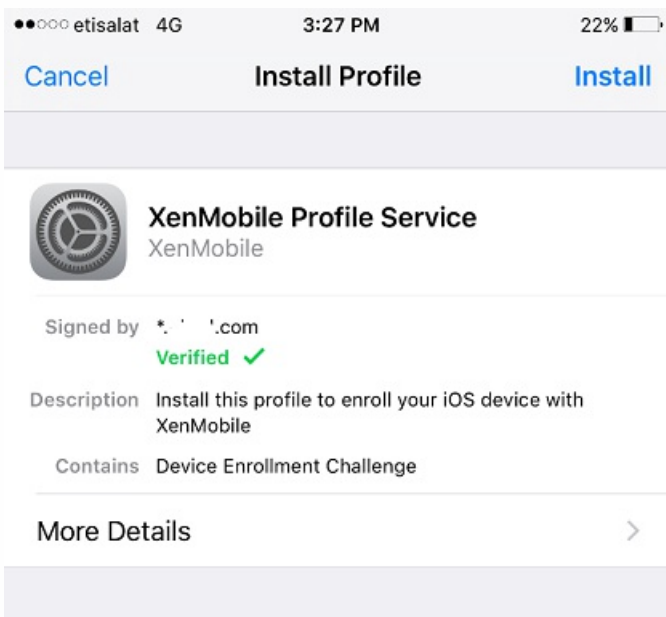 etisalat 4G 3:27 PM 22%
Cancel Install Profile Install
XenMobile Profile Service
XenMobile
Signed by *. .com
Verified ✓
Description Install this profile to enroll your iOS device with
XenMobile
Contains Device Enrollment Challenge
More Details